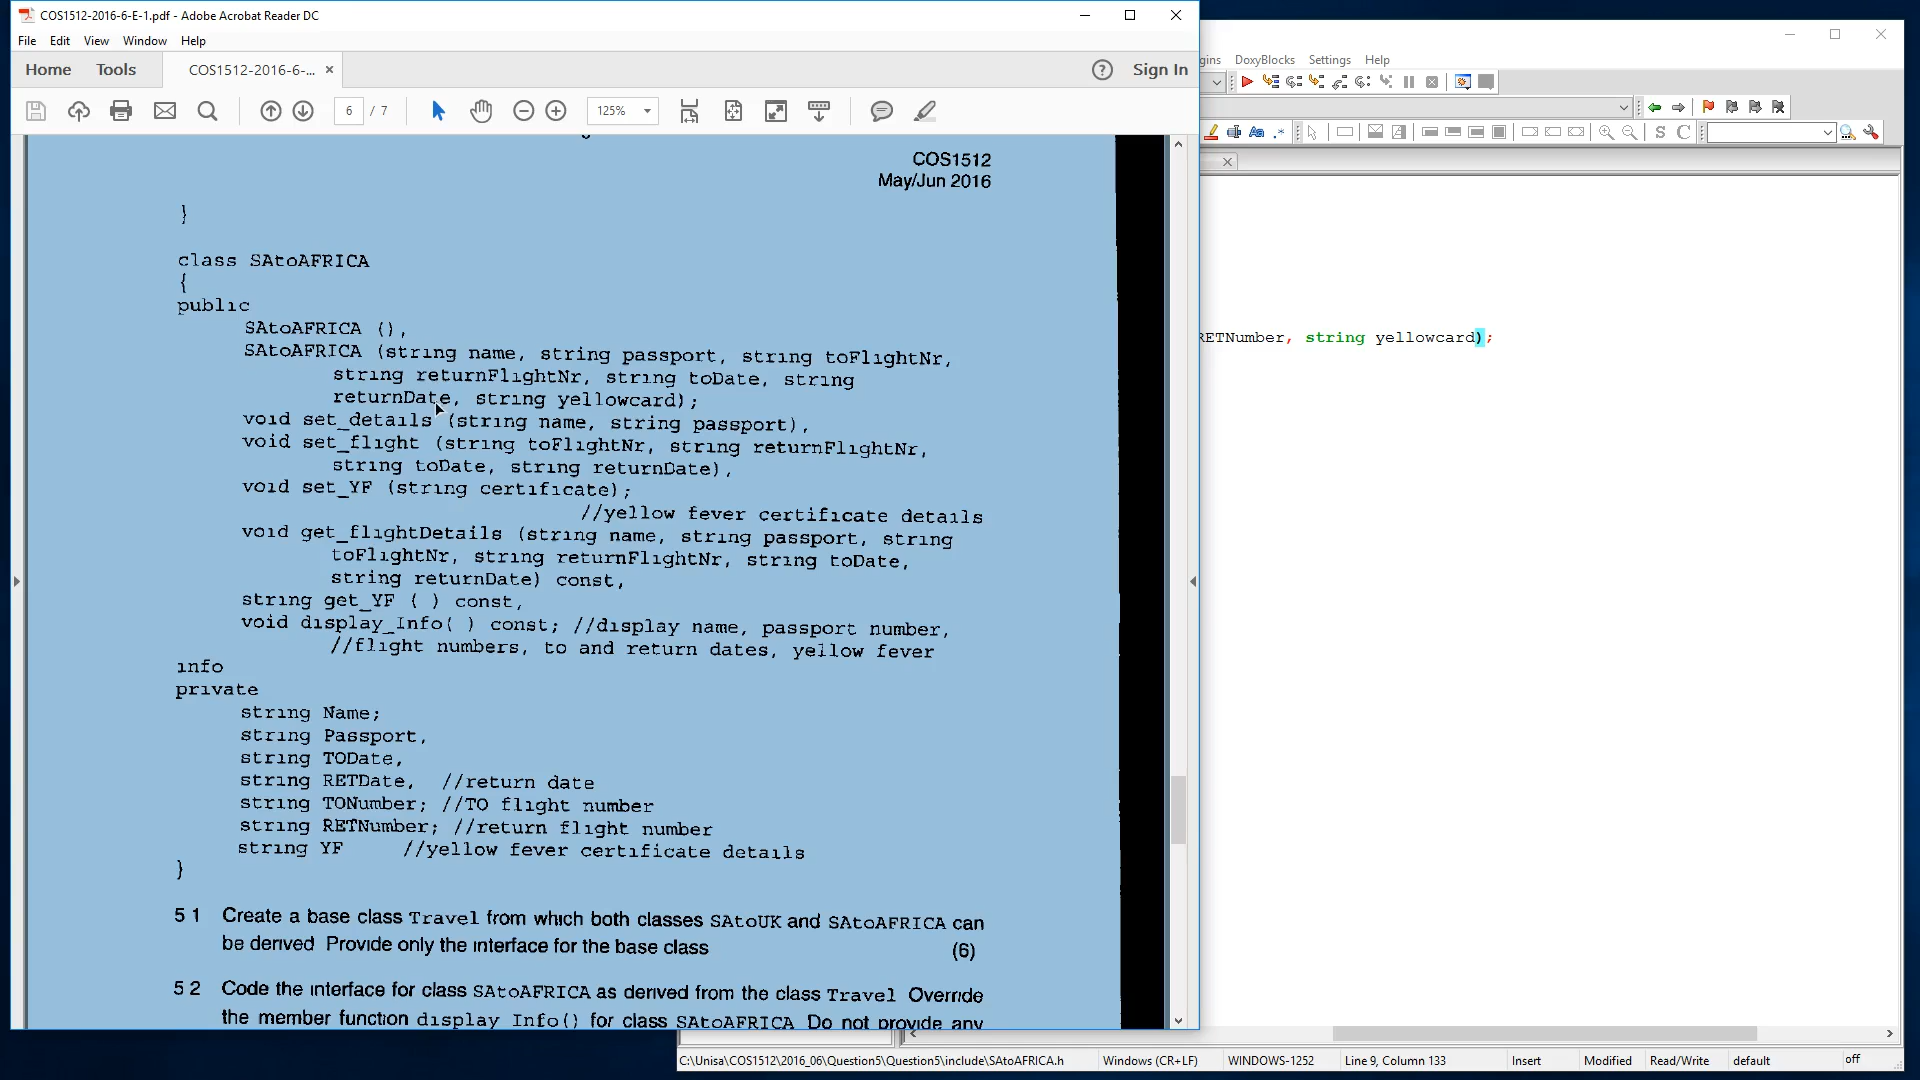 COS1512-2016-6-E-1.pdf - Adobe Acrobat Reader DC
File Edit View Window Help
Home Tools COS1512-2016-6-... × Sign In
6 / 7 125%
COS1512
May/Jun 2016
}
class SAtoAFRICA
{
public
SAtoAFRICA (),
SAtoAFRICA (string name, string passport, string toFlightNr,
string returnFlightNr, string toDate, string
returnDate, string yellowcard);
void set_details (string name, string passport),
void set_flight (string toFlightNr, string returnFlightNr,
string toDate, string returnDate),
void set_YF (string certificate);
//yellow fever certificate details
void get_flightDetails (string name, string passport, string
toFlightNr, string returnFlightNr, string toDate,
string returnDate) const,
string get_YF ( ) const,
void display_Info( ) const; //display name, passport number,
//flight numbers, to and return dates, yellow fever
info
private
string Name;
string Passport,
string TODate,
string RETDate, //return date
string TONumber; //TO flight number
string RETNumber; //return flight number
string YF //yellow fever certificate details
}
5 1 Create a base class Travel from which both classes SAtoUK and SAtoAFRICA can
be derived Provide only the interface for the base class (6)
5 2 Code the interface for class SAtoAFRICA as derived from the class Travel Override
the member function display Info() for class SAtoAFRICA Do not provide any
DoxyBlocks Settings Help
RETNumber, string yellowcard);
C:\Unisa\COS1512\2016_06\Question5\Question5\include\SAtoAFRICA.h Windows (CR+LF) WINDOWS-1252 Line 9, Column 133 Insert Modified Read/Write default off